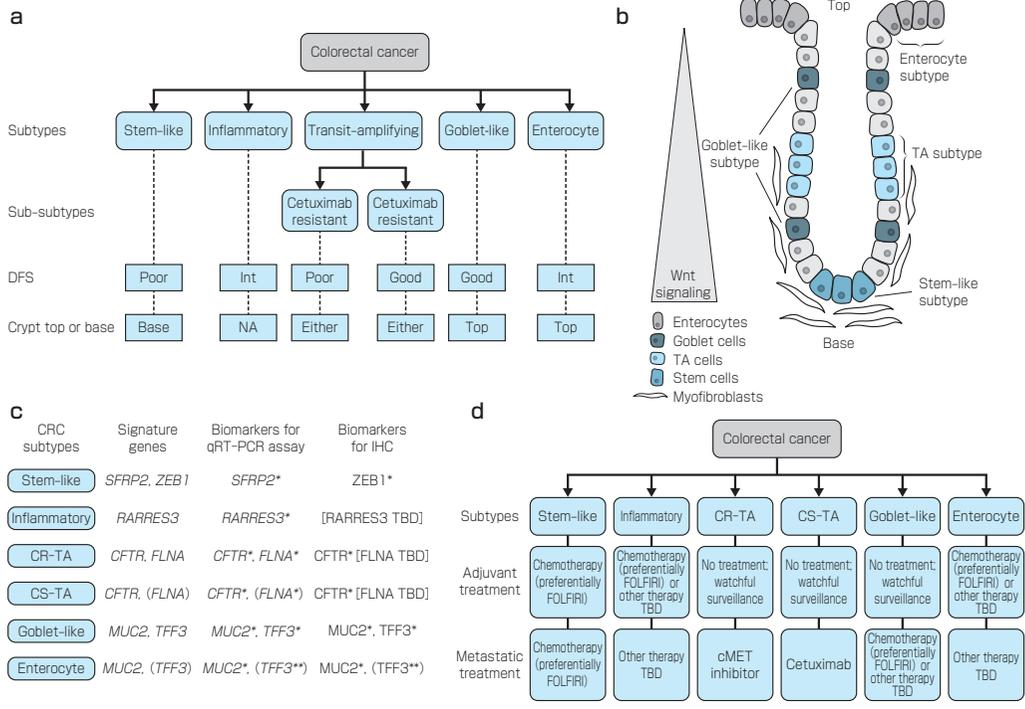 a
Colorectal cancer
Subtypes
Stem-like
Inflammatory
Transit-amplifying
Goblet-like
Enterocyte
Sub-subtypes
Cetuximab
resistant
Cetuximab
resistant
DFS
Poor
Int
Poor
Good
Good
Int
Crypt top or base
Base
NA
Either
Either
Top
Top
b
Top
Enterocyte
subtype
Goblet-like
subtype
TA subtype
Wnt
signaling
Stem-like
subtype
Base
Enterocytes
Goblet cells
TA cells
Stem cells
Myofibroblasts
c
CRC
subtypes
Signature
genes
Biomarkers for
qRT-PCR assay
Biomarkers
for IHC
Stem-like SFRP2, ZEB1 SFRP2* ZEB1*
Inflammatory RARRES3 RARRES3* [RARRES3 TBD]
CR-TA CFTR, FLNA CFTR*, FLNA* CFTR* [FLNA TBD]
CS-TA CFTR, (FLNA) CFTR*, (FLNA*) CFTR* [FLNA TBD]
Goblet-like MUC2, TFF3 MUC2*, TFF3* MUC2*, TFF3*
Enterocyte MUC2, (TFF3) MUC2*, (TFF3**) MUC2*, (TFF3**)
d
Colorectal cancer
Subtypes
Stem-like
Inflammatory
CR-TA
CS-TA
Goblet-like
Enterocyte
Adjuvant
treatment
Chemotherapy
(preferentially
FOLFIRI)
Chemotherapy
(preferentially
FOLFIRI) or
other therapy
TBD
No treatment;
watchful
surveillance
No treatment;
watchful
surveillance
No treatment;
watchful
surveillance
Chemotherapy
(preferentially
FOLFIRI) or
other therapy
TBD
Metastatic
treatment
Chemotherapy
(preferentially
FOLFIRI)
Other therapy
TBD
cMET
inhibitor
Cetuximab
Chemotherapy
(preferentially
FOLFIRI) or
other therapy
TBD
Other therapy
TBD